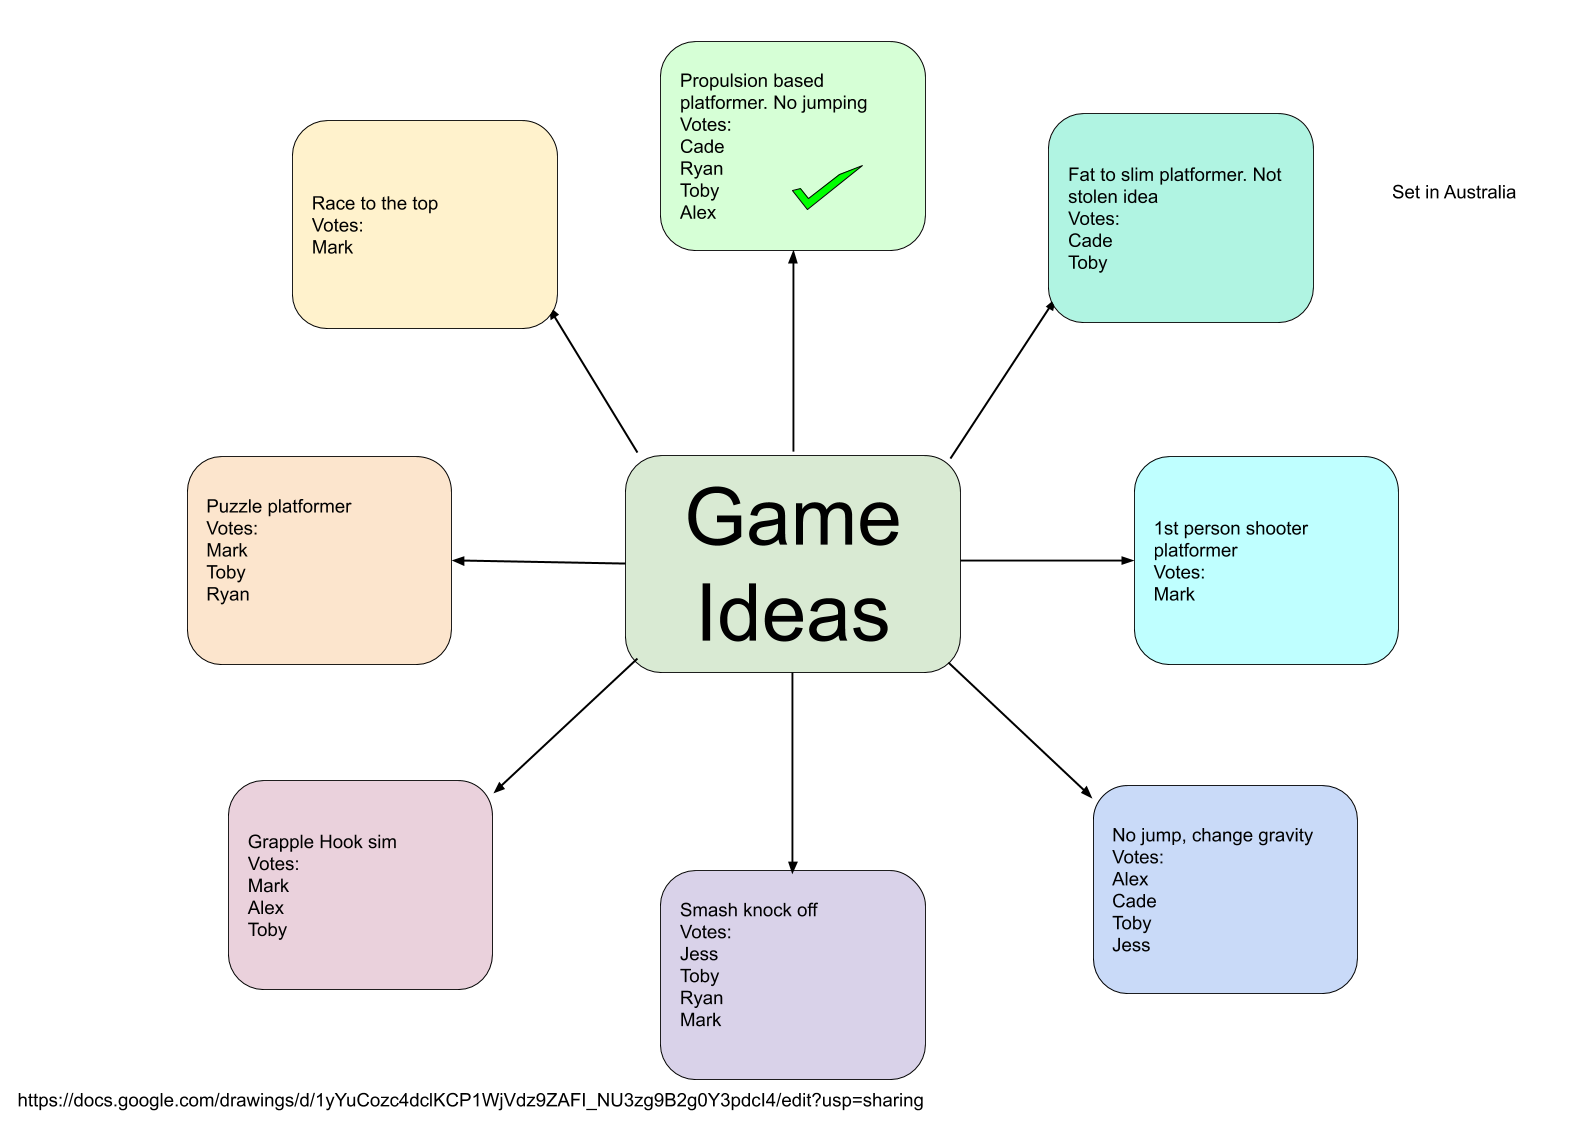 Propulsion based
platformer. No jumping
Votes:
Cade
Ryan
Toby
Alex
Race to the top
Votes:
Mark
Fat to slim platformer. Not
stolen idea
Votes:
Cade
Toby
Set in Australia
Game
Ideas
Puzzle platformer
Votes:
Mark
Toby
Ryan
1st person shooter
platformer
Votes:
Mark
Grapple Hook sim
Votes:
Mark
Alex
Toby
Smash knock off
Votes:
Jess
Toby
Ryan
Mark
No jump, change gravity
Votes:
Alex
Cade
Toby
Jess
https://docs.google.com/drawings/d/1yYuCozc4dclKCP1WjVdz9ZAFI_NU3zg9B2g0Y3pdcI4/edit?usp=sharing